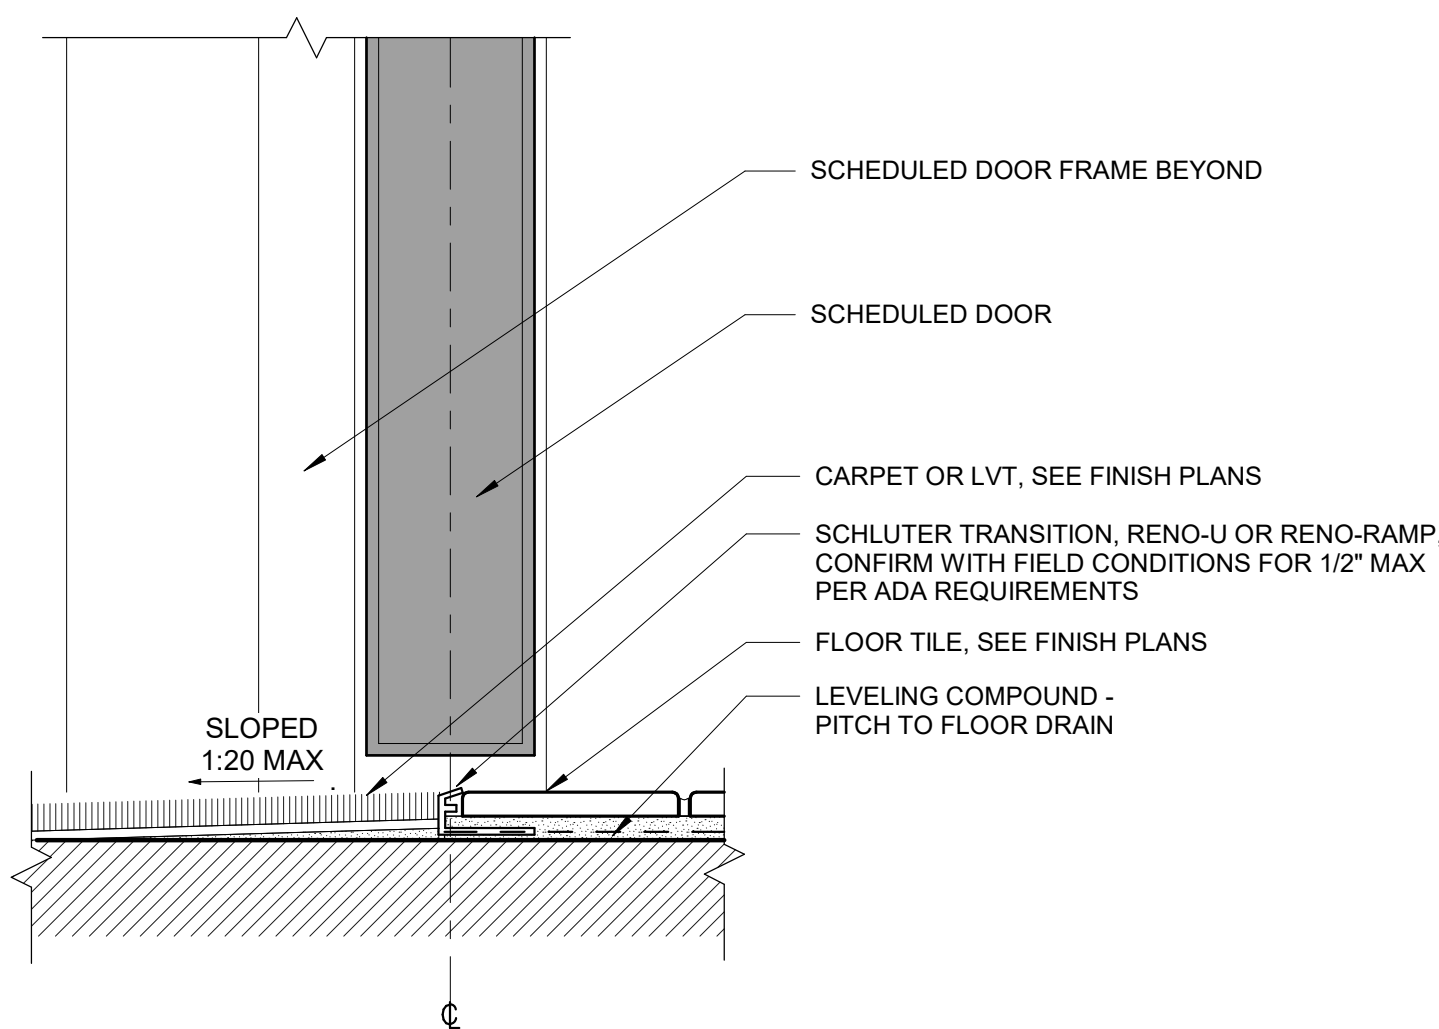 SCHEDULED DOOR FRAME BEYOND
SCHEDULED DOOR
CARPET OR LVT, SEE FINISH PLANS
SCHLUTER TRANSITION, RENO-U OR RENO-RAMP,
CONFIRM WITH FIELD CONDITIONS FOR 1/2" MAX
PER ADA REQUIREMENTS
FLOOR TILE, SEE FINISH PLANS
LEVELING COMPOUND -
PITCH TO FLOOR DRAIN
SLOPED
1:20 MAX
℄